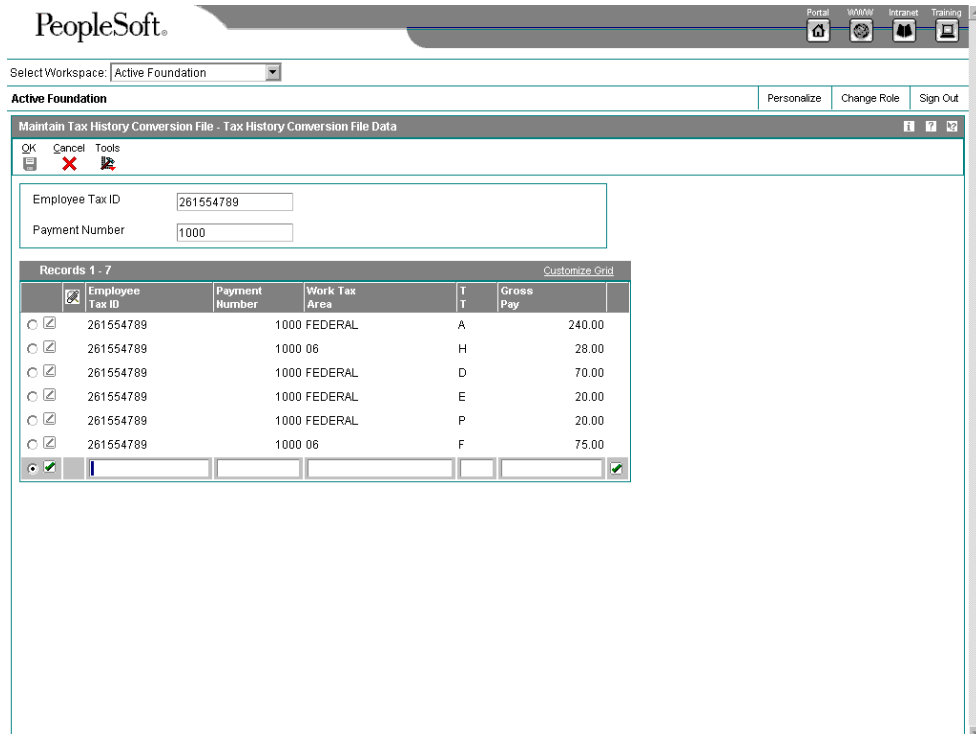 Portal WWW Intranet Training
PeopleSoft®
Select Workspace: Active Foundation
Active Foundation Personalize Change Role Sign Out
Maintain Tax History Conversion File - Tax History Conversion File Data i ? 
OK Cancel Tools
Employee Tax ID 261554789
Payment Number 1000
Records 1 - 7 Customize Grid
Employee Tax ID Payment Number Work Tax Area T T Gross Pay
261554789 1000 FEDERAL A 240.00
261554789 1000 06 H 28.00
261554789 1000 FEDERAL D 70.00
261554789 1000 FEDERAL E 20.00
261554789 1000 FEDERAL P 20.00
261554789 1000 06 F 75.00